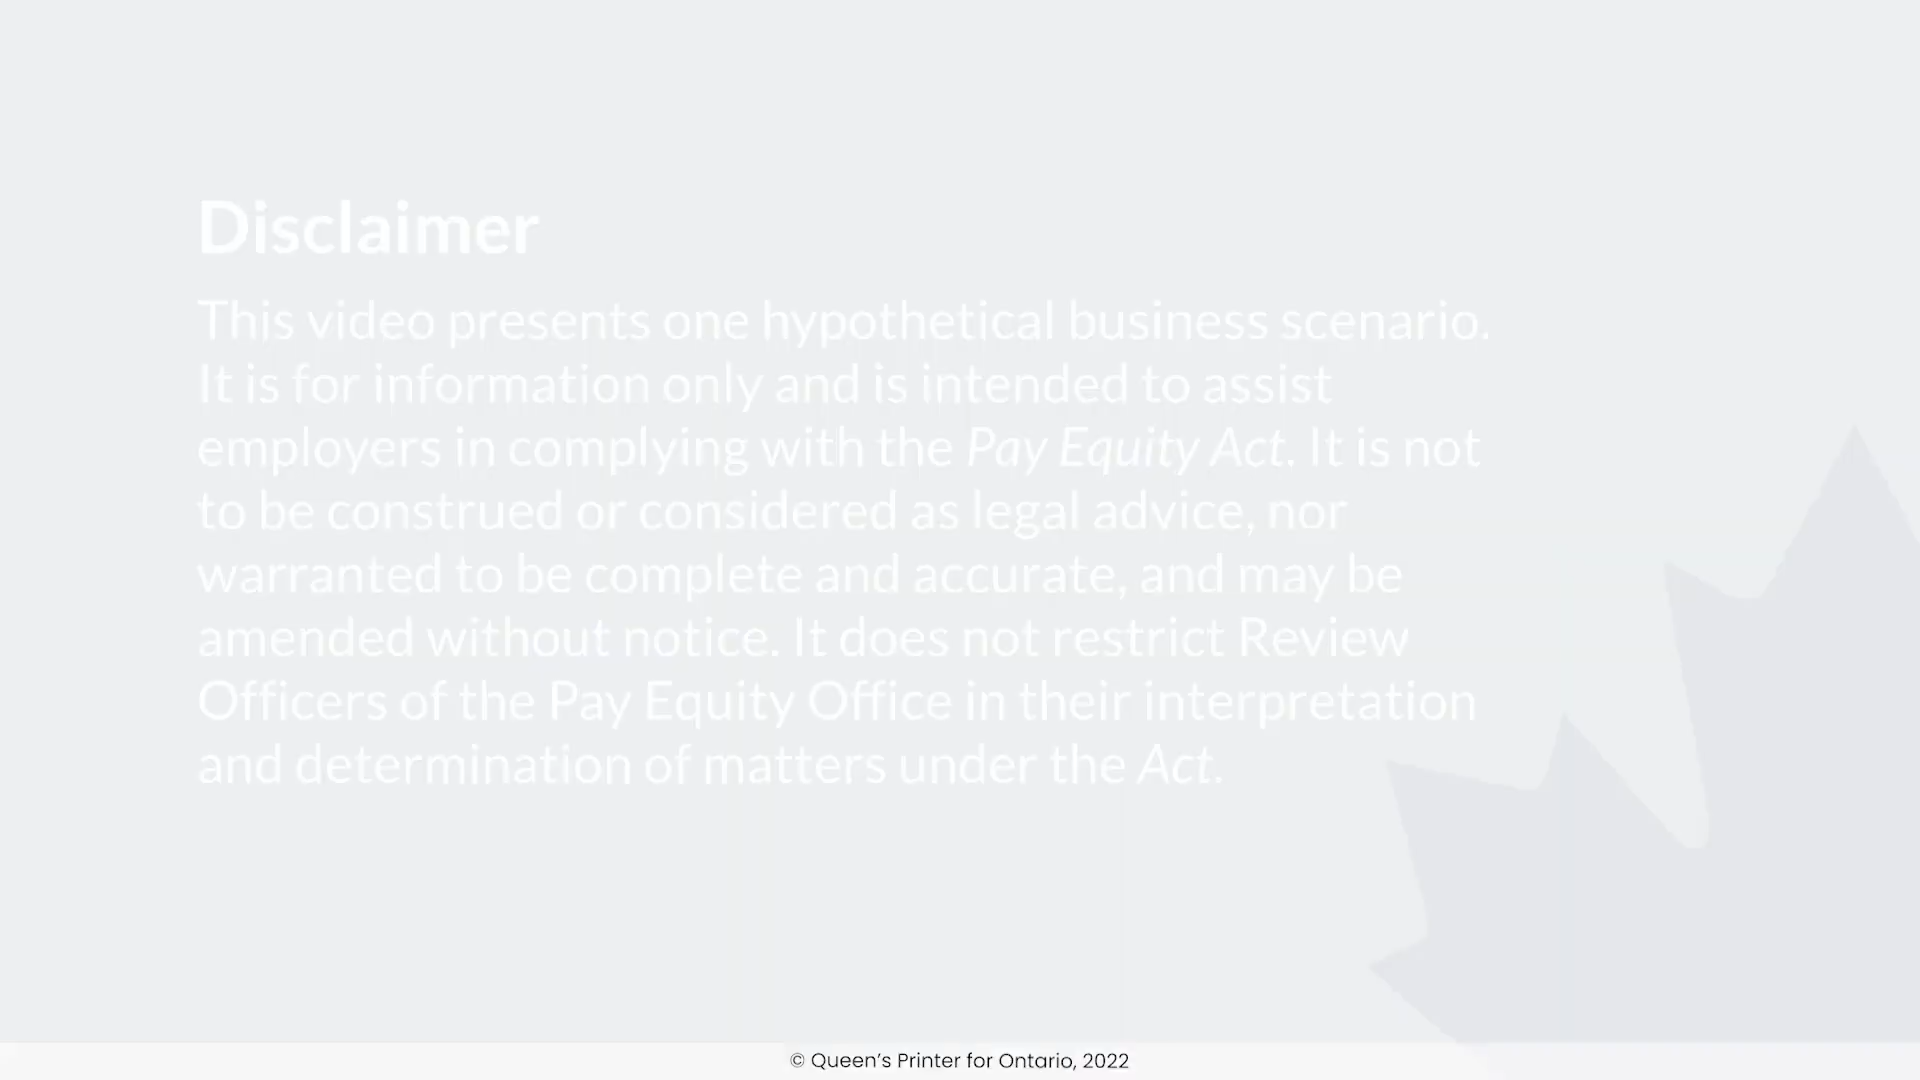 Disclaimer
This video presents one hypothetical business scenario.
It is for information only and is intended to assist
employers in complying with the Pay Equity Act. It is not
to be construed or considered as legal advice, nor
warranted to be complete and accurate, and may be
amended without notice. It does not restrict Review
Officers of the Pay Equity Office in their interpretation
and determination of matters under the Act.
© Queen’s Printer for Ontario, 2022